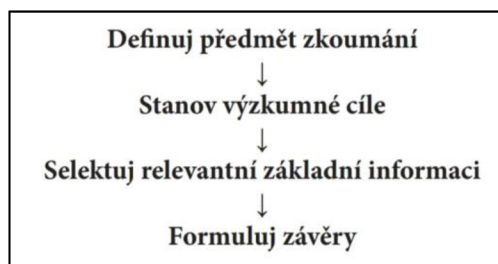 Definuj předmět zkoumání
↓
Stanov výzkumné cíle
↓
Selektuj relevantní základní informaci
↓
Formuluj závěry